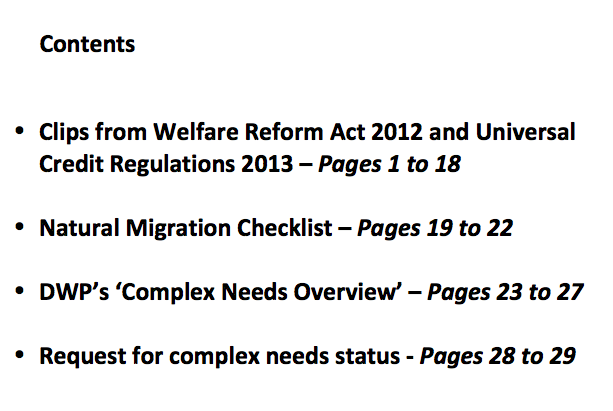 Contents
• Clips from Welfare Reform Act 2012 and Universal
Credit Regulations 2013 – Pages 1 to 18
• Natural Migration Checklist – Pages 19 to 22
• DWP’s ‘Complex Needs Overview’ – Pages 23 to 27
• Request for complex needs status - Pages 28 to 29